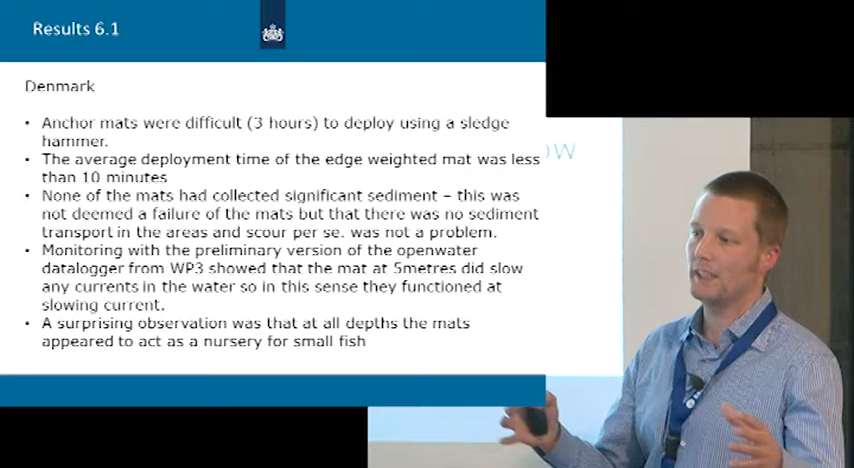 Results 6.1
Denmark
• Anchor mats were difficult (3 hours) to deploy using a sledge
hammer.
• The average deployment time of the edge weighted mat was less
than 10 minutes
• None of the mats had collected significant sediment – this was
not deemed a failure of the mats but that there was no sediment
transport in the areas and scour per se. was not a problem.
• Monitoring with the preliminary version of the openwater
datalogger from WP3 showed that the mat at 5metres did slow
any currents in the water so in this sense they functioned at
slowing current.
• A surprising observation was that at all depths the mats
appeared to act as a nursery for small fish